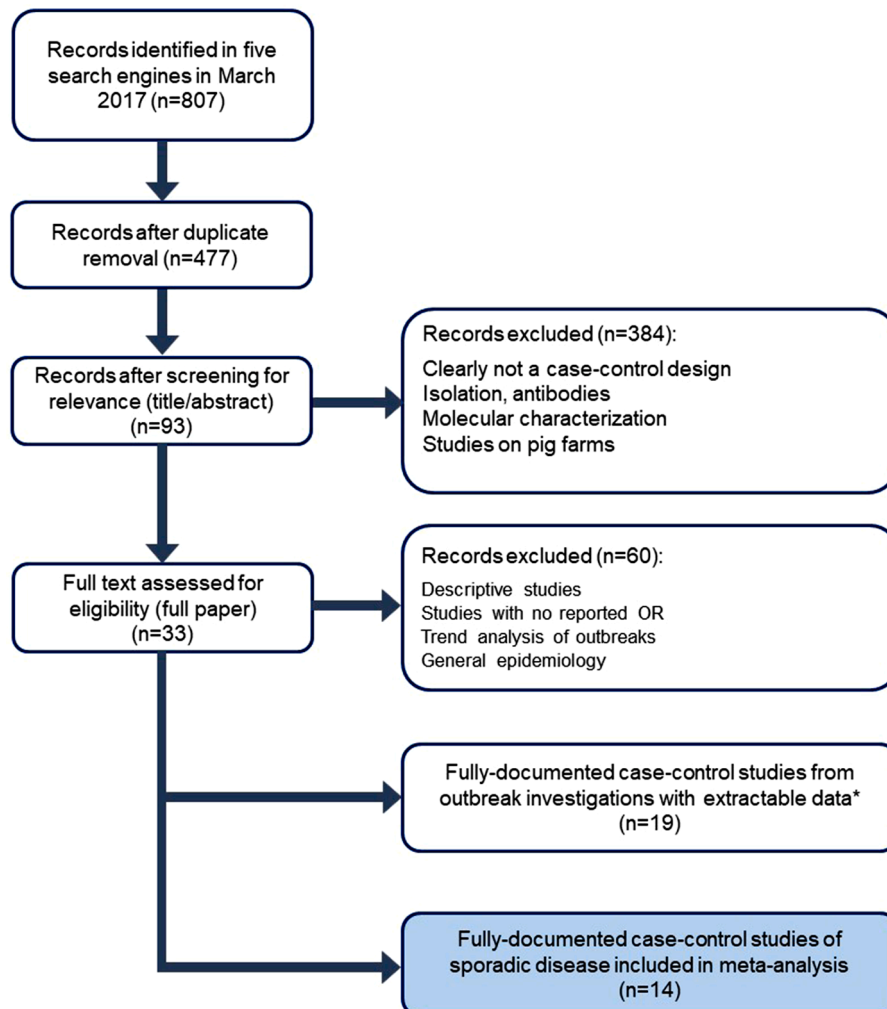 Records identified in five
search engines in March
2017 (n=807)
Records after duplicate
removal (n=477)
Records after screening for
relevance (title/abstract)
(n=93)
Records excluded (n=384):
Clearly not a case-control design
Isolation, antibodies
Molecular characterization
Studies on pig farms
Full text assessed for
eligibility (full paper)
(n=33)
Records excluded (n=60):
Descriptive studies
Studies with no reported OR
Trend analysis of outbreaks
General epidemiology
Fully-documented case-control studies from
outbreak investigations with extractable data*
(n=19)
Fully-documented case-control studies of
sporadic disease included in meta-analysis
(n=14)